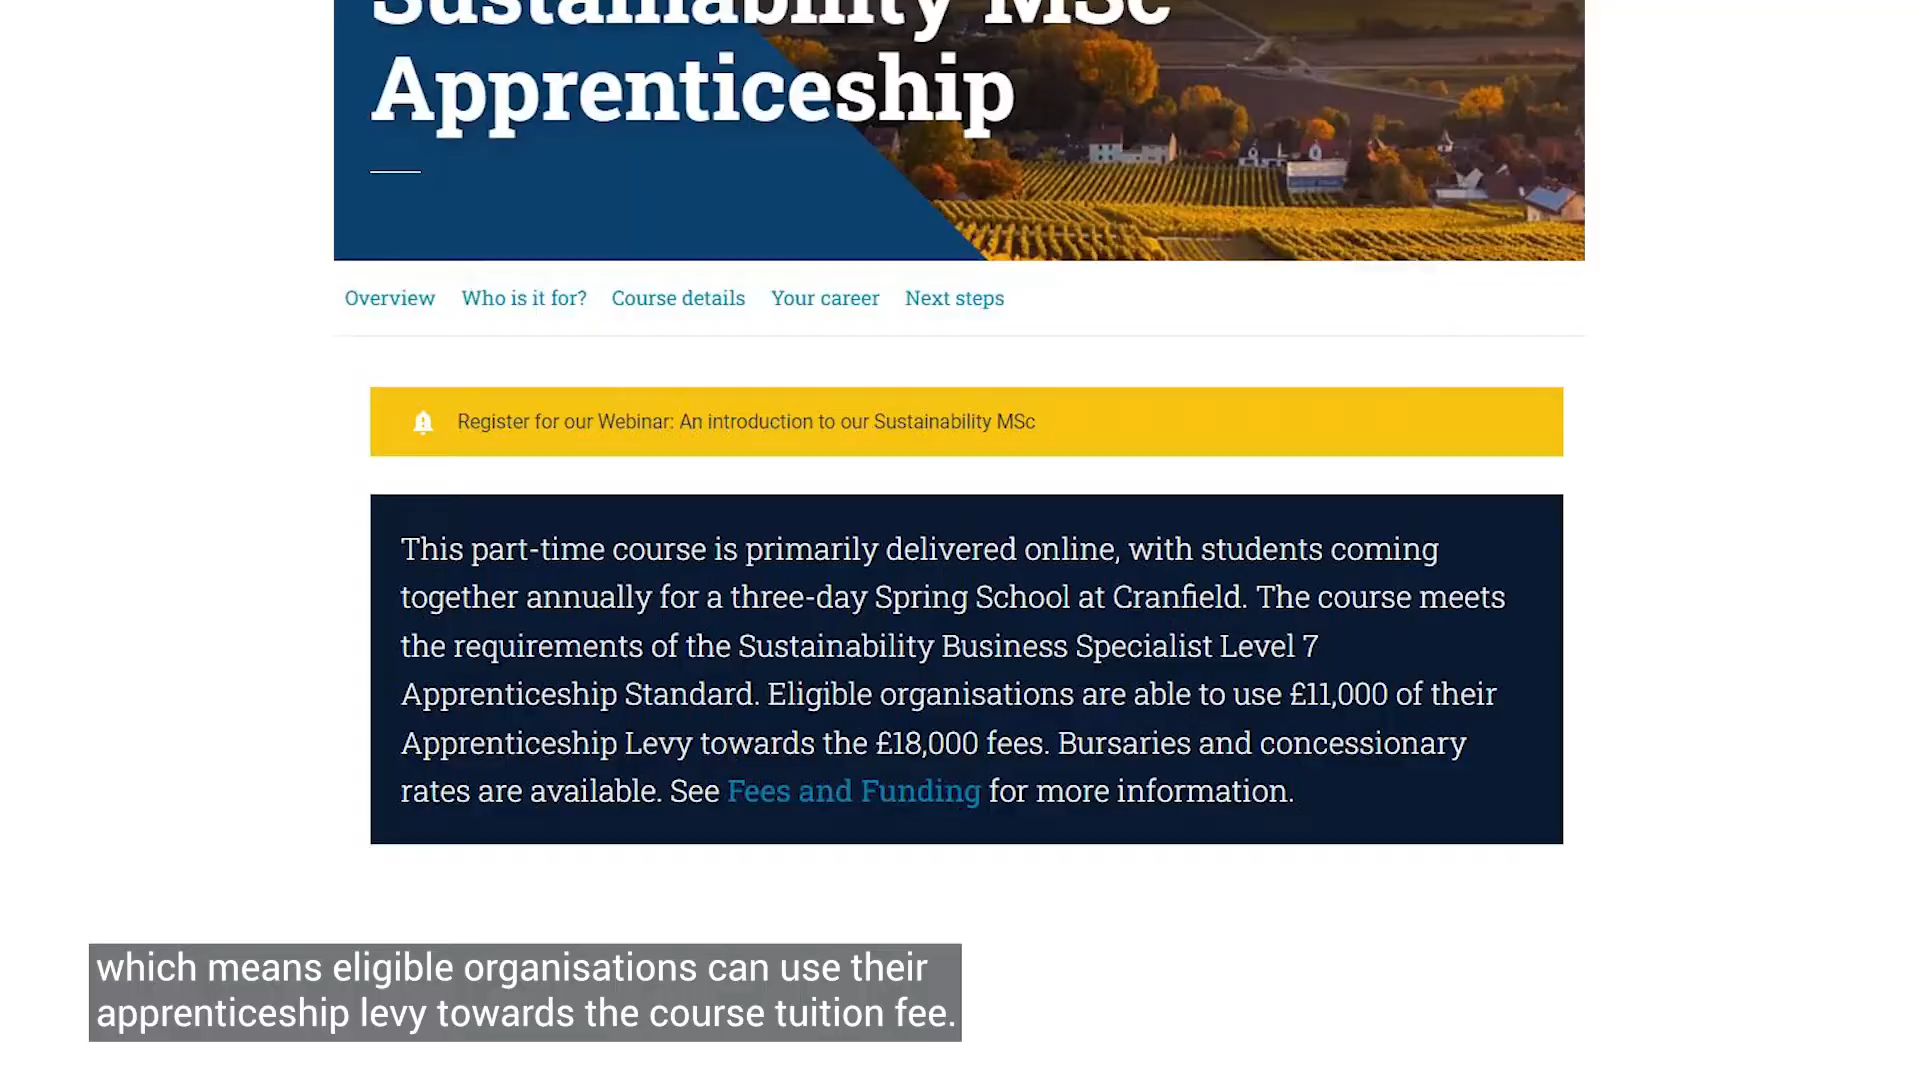 Sustainability MSc
Apprenticeship
Overview Who is it for? Course details Your career Next steps
Register for our Webinar: An introduction to our Sustainability MSc
This part-time course is primarily delivered online, with students coming
together annually for a three-day Spring School at Cranfield. The course meets
the requirements of the Sustainability Business Specialist Level 7
Apprenticeship Standard. Eligible organisations are able to use £11,000 of their
Apprenticeship Levy towards the £18,000 fees. Bursaries and concessionary
rates are available. See Fees and Funding for more information.
which means eligible organisations can use their
apprenticeship levy towards the course tuition fee.